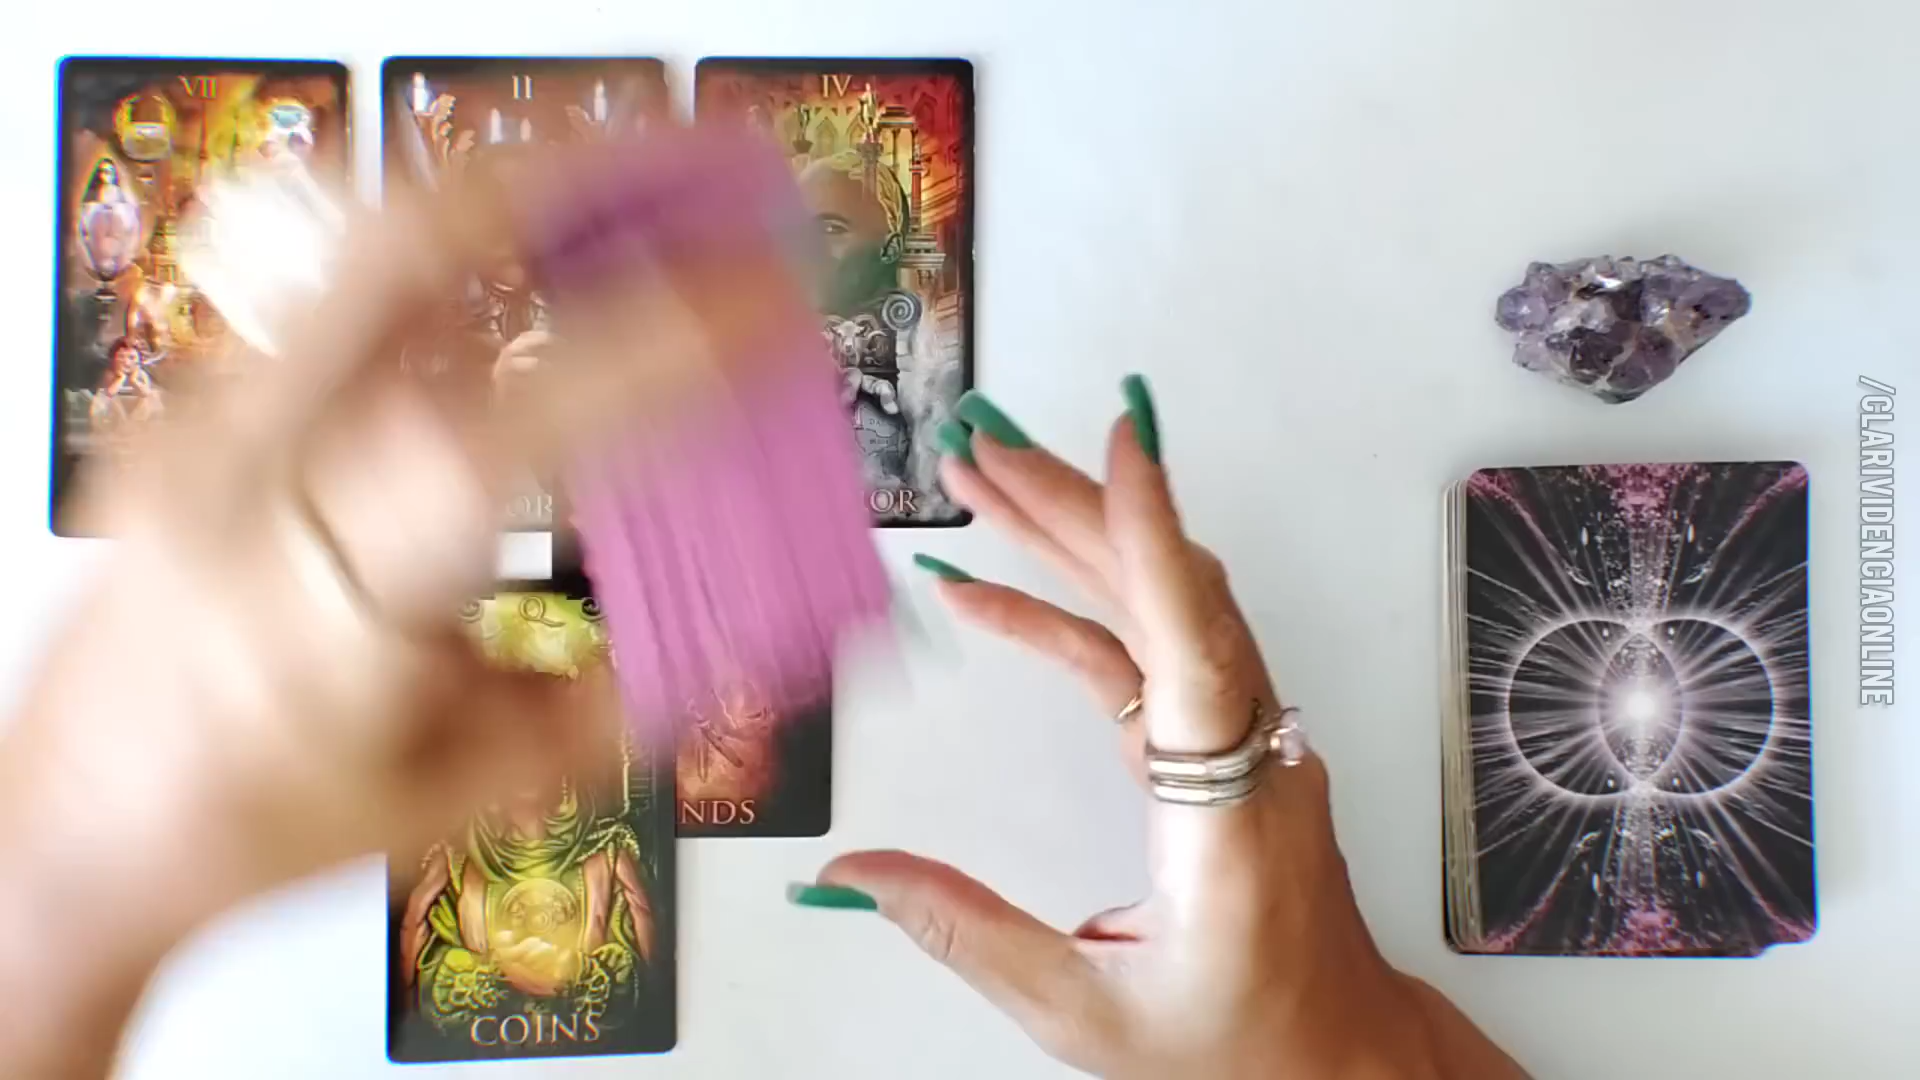 VII
II
IV
OR
OR
Q
NDS
COINS
/CLARIVIDENCIAONLINE